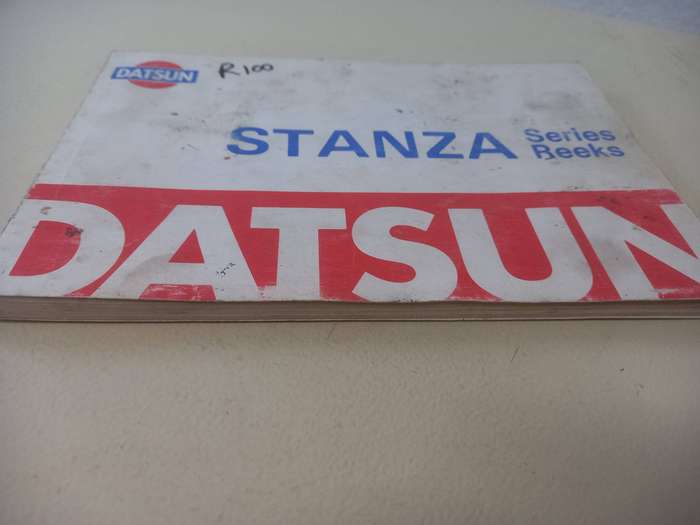 DATSUN
R100
STANZA
Series
Reeks
DATSUN